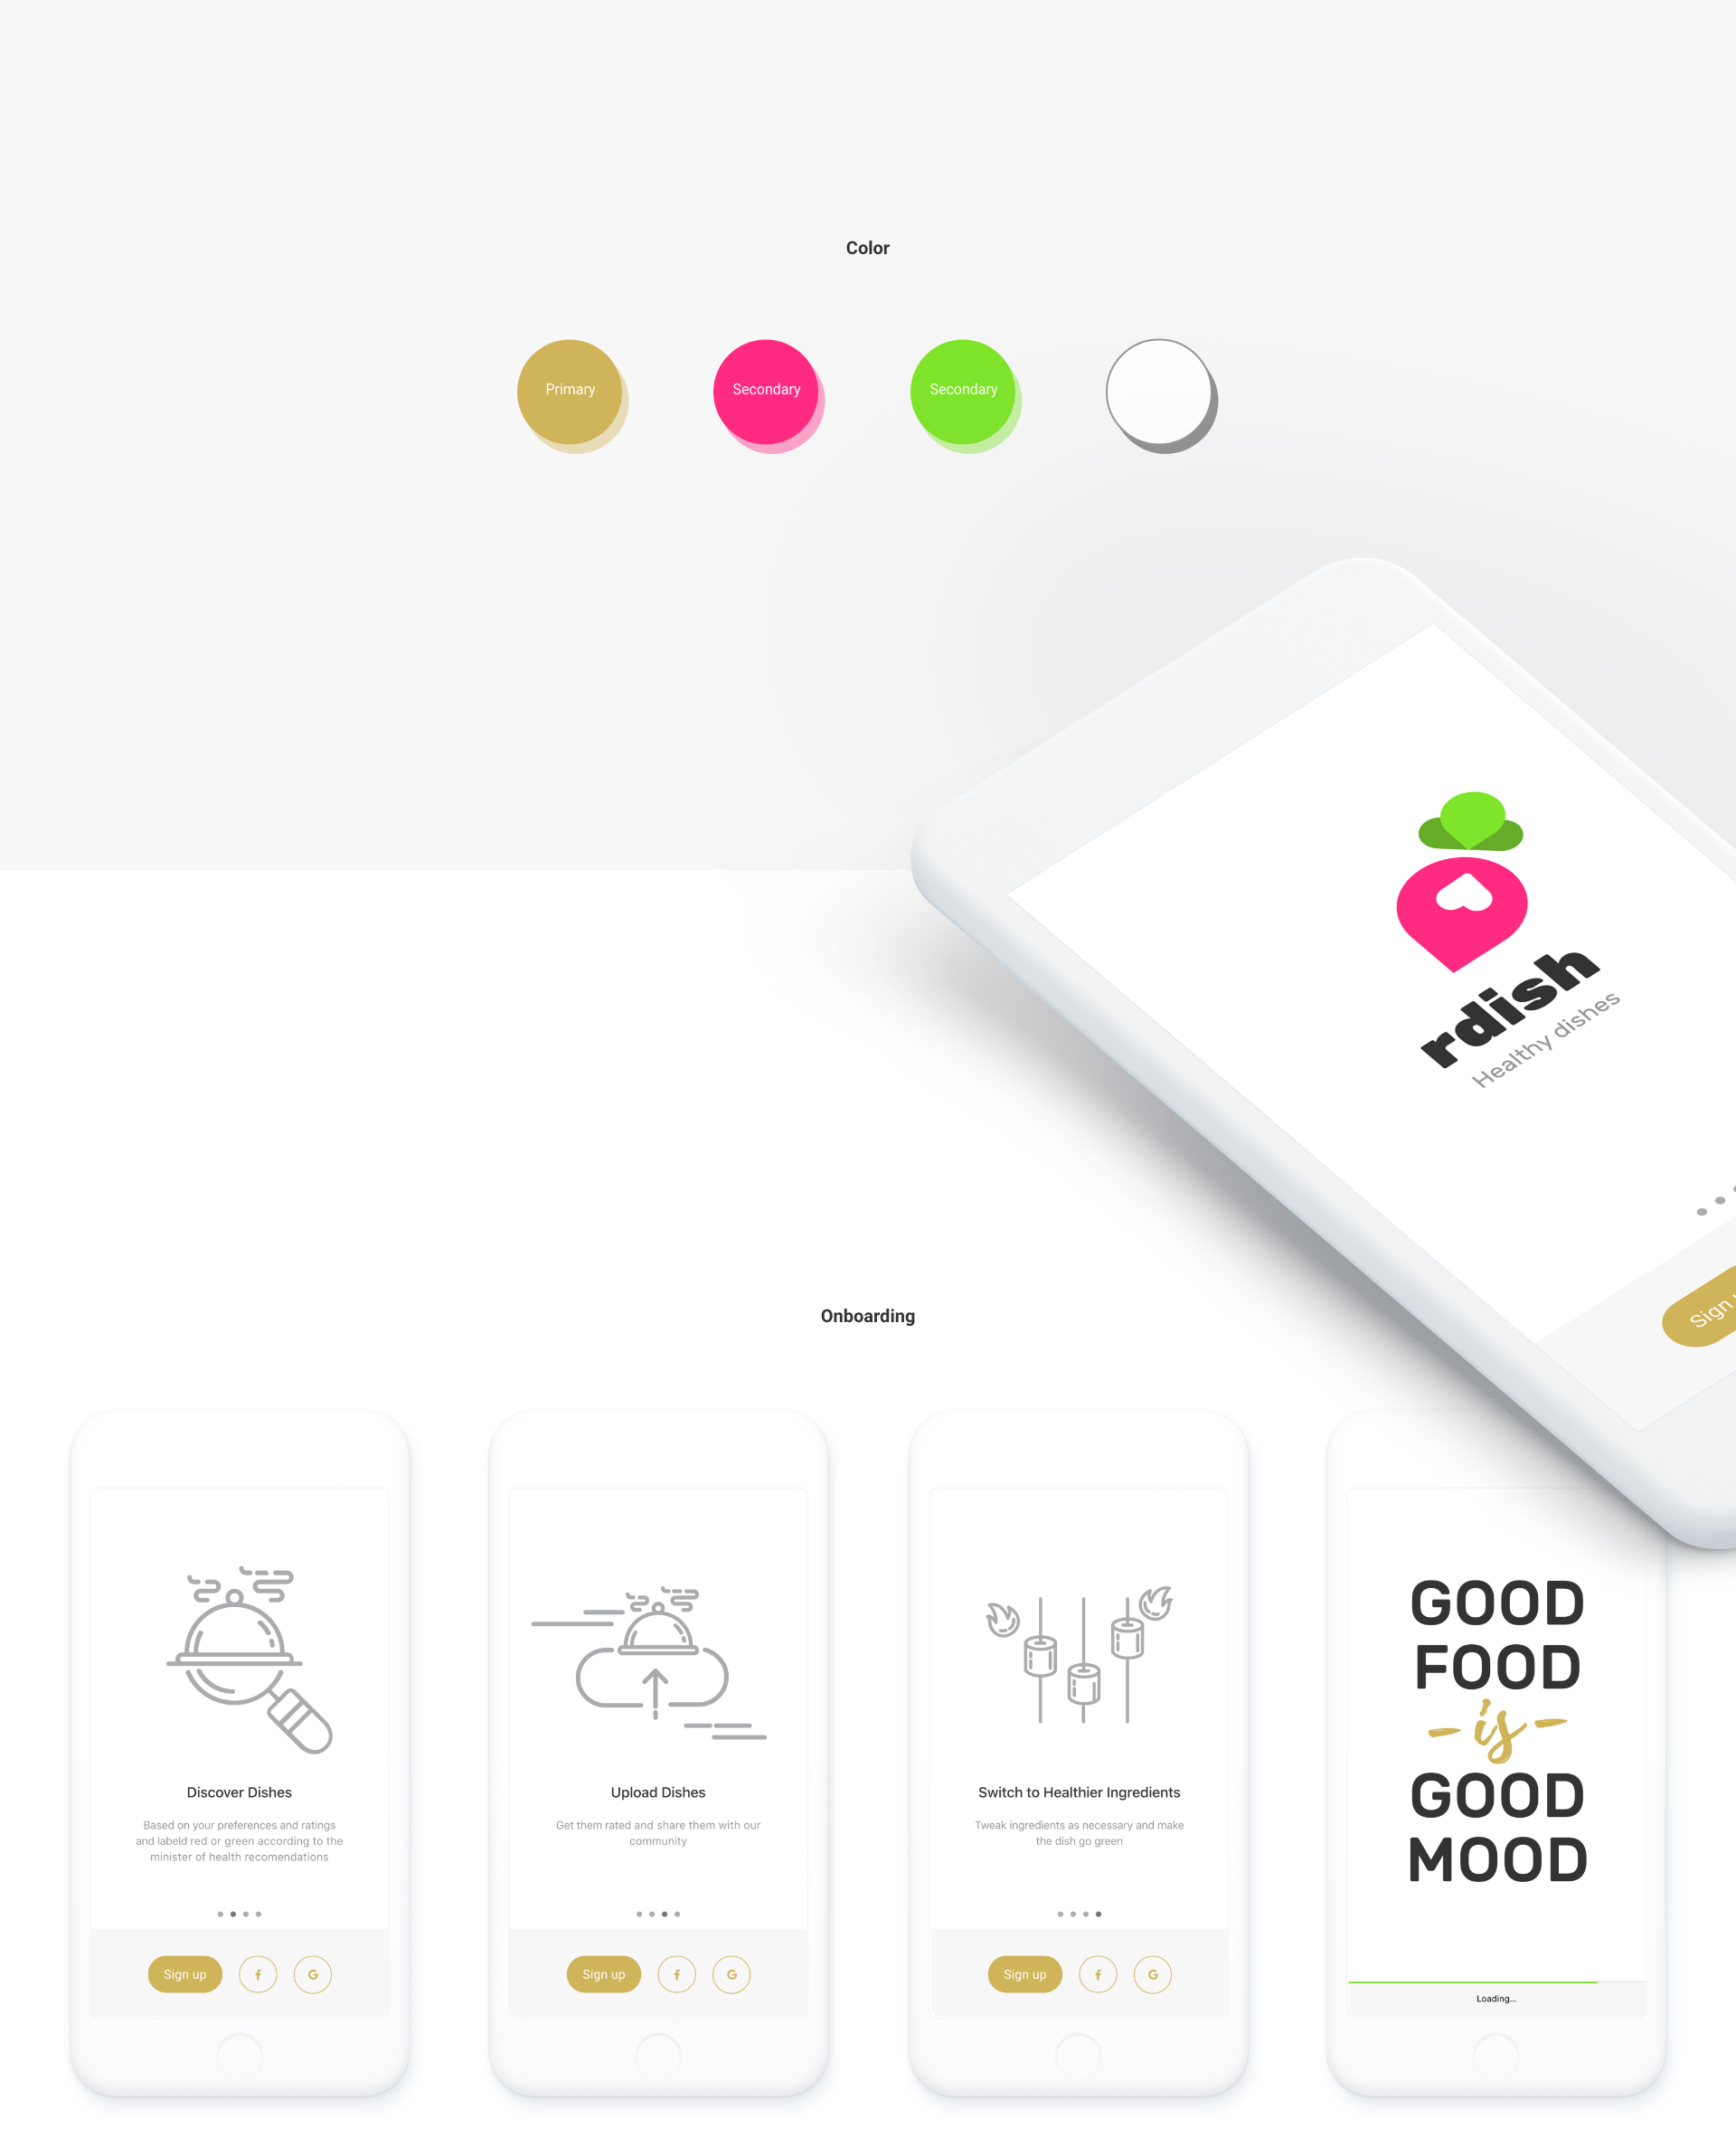 Color
Primary
Secondary
Secondary
rdish
Healthy dishes
Sign
Onboarding
Discover Dishes
Based on your preferences and ratings
and labeld red or green according to the
minister of health recomendations
Sign up
f
G
Upload Dishes
Get them rated and share them with our
community
Sign up
f
G
Switch to Healthier Ingredients
Tweak ingredients as necessary and make
the dish go green
Sign up
f
G
GOOD
FOOD
- is -
GOOD
MOOD
Loading...